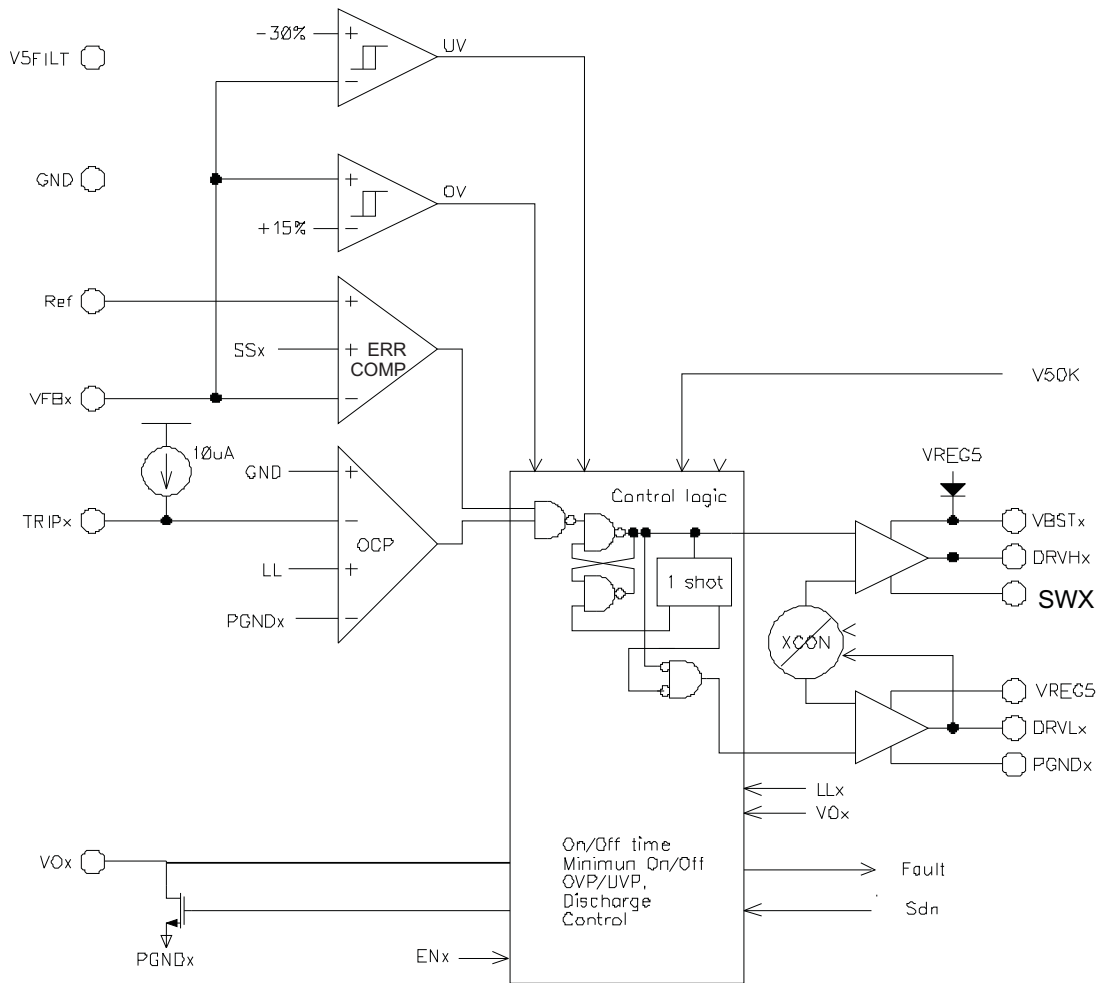 -30%
+
UV
V5FILT
-
GND
+
OV
+15%
-
Ref
+
SSx
+
ERR
COMP
VFBx
-
10uA
GND
+
TRIPx
-
OCP
LL
+
PGNDx
-
V5OK
Control logic
1 shot
VREG5
VBSTx
DRVHx
SWX
XCON
VREG5
DRVLx
PGNDx
LLx
VOx
VOx
On/Off time
Minimun On/Off
OVP/UVP,
Discharge
Control
Fault
Sdn
PGNDx
ENx